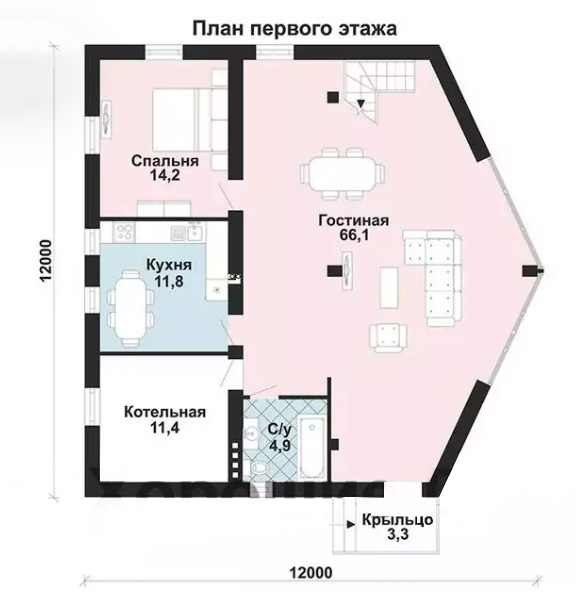 План первого этажа
Спальня
14,2
Гостиная
66,1
Кухня
11,8
12000
Котельная
11,4
С/у
4,9
Крыльцо
3,3
12000